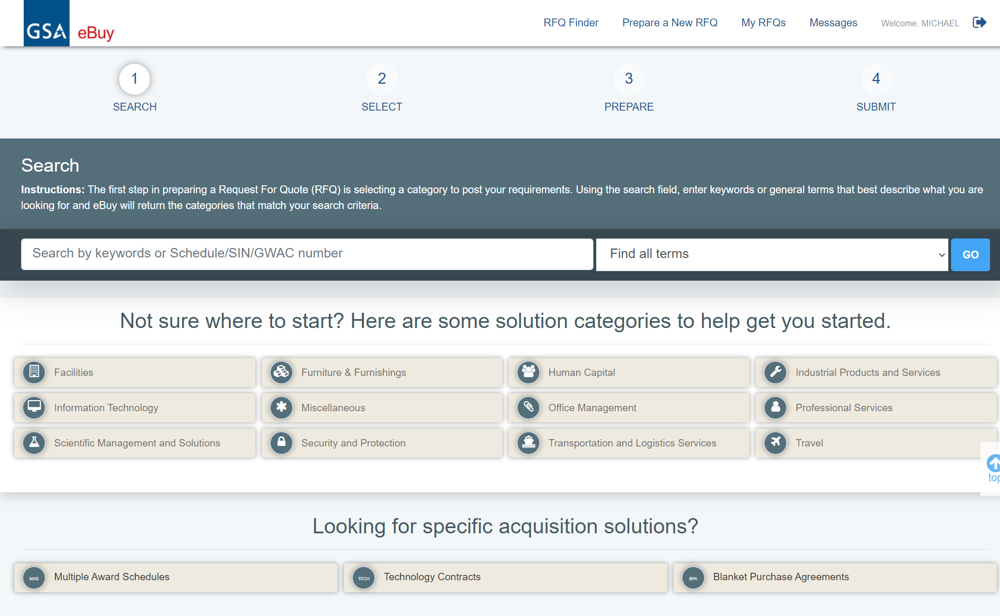 GSA eBuy
RFQ Finder Prepare a New RFQ My RFQs Messages Welcome, MICHAEL
1 2 3 4
SEARCH SELECT PREPARE SUBMIT
Search
Instructions: The first step in preparing a Request For Quote (RFQ) is selecting a category to post your requirements. Using the search field, enter keywords or general terms that best describe what you are
looking for and eBuy will return the categories that match your search criteria.
Search by keywords or Schedule/SIN/GWAC number Find all terms GO
Not sure where to start? Here are some solution categories to help get you started.
Facilities Furniture & Furnishings Human Capital Industrial Products and Services
Information Technology Miscellaneous Office Management Professional Services
Scientific Management and Solutions Security and Protection Transportation and Logistics Services Travel
top
Looking for specific acquisition solutions?
MAS Multiple Award Schedules TECH Technology Contracts BPA Blanket Purchase Agreements